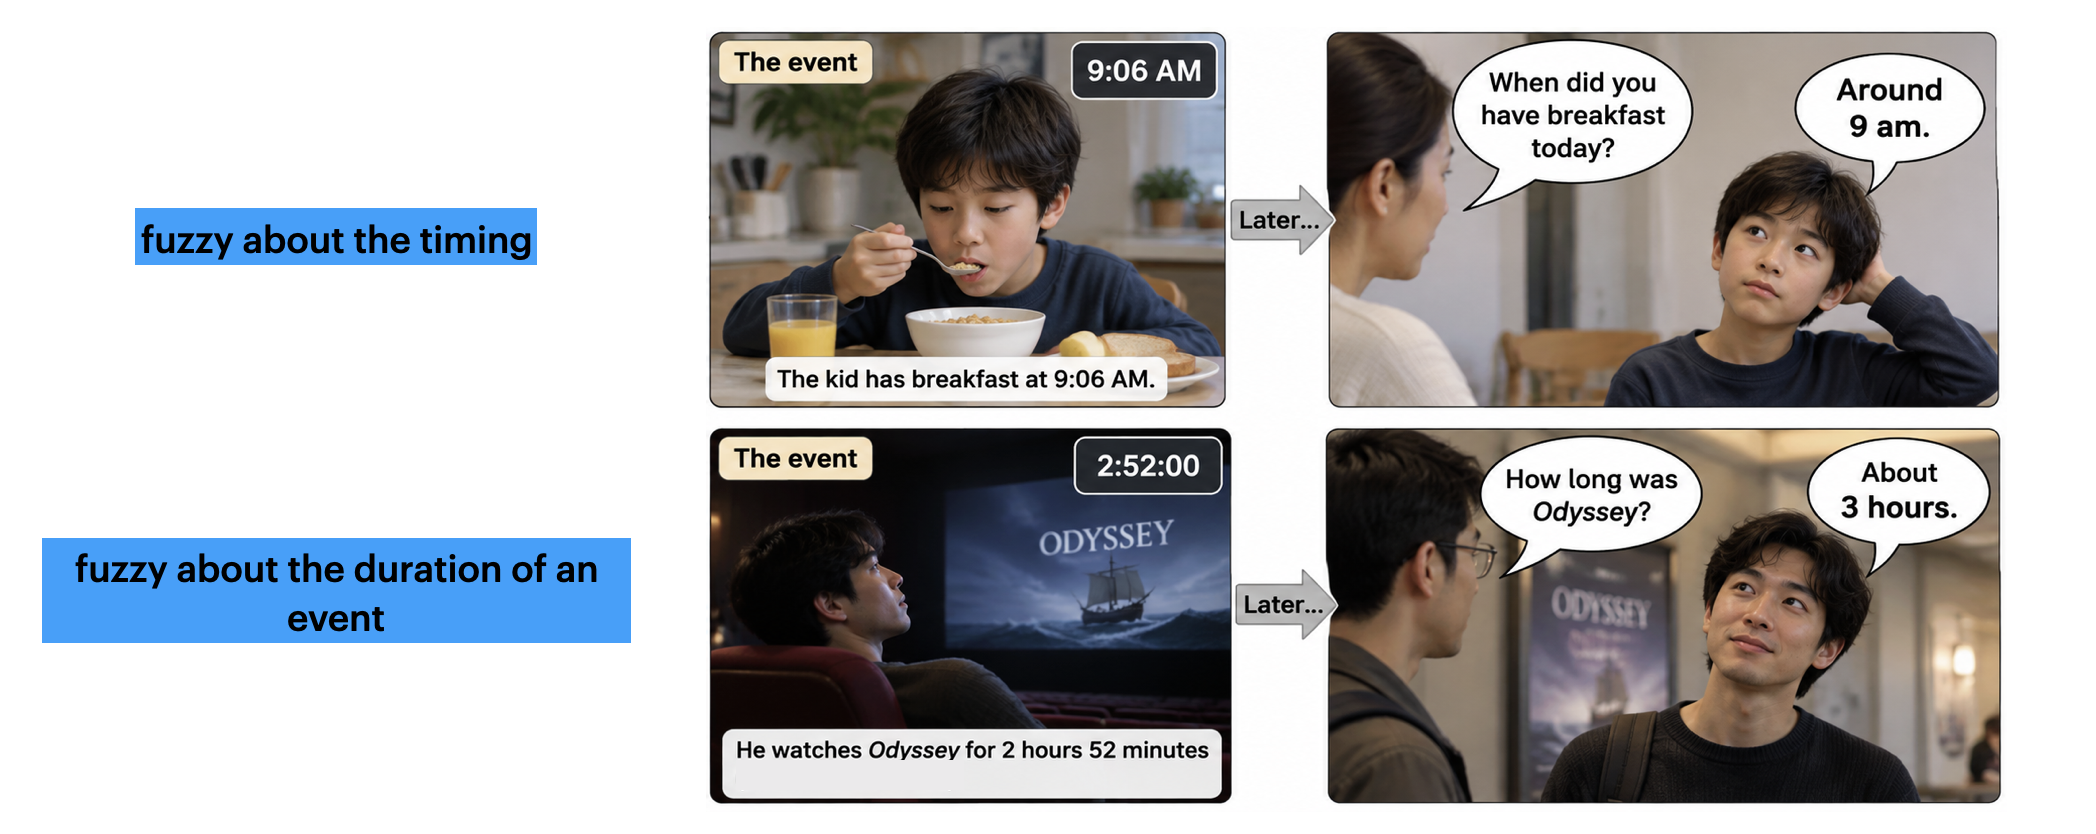 fuzzy about the timing
The event
9:06 AM
The kid has breakfast at 9:06 AM.
Later...
When did you
have breakfast
today?
Around
9 am.
fuzzy about the duration of an
event
The event
2:52:00
ODYSSEY
He watches Odyssey for 2 hours 52 minutes
Later...
How long was
Odyssey?
About
3 hours.
ODYSSEY